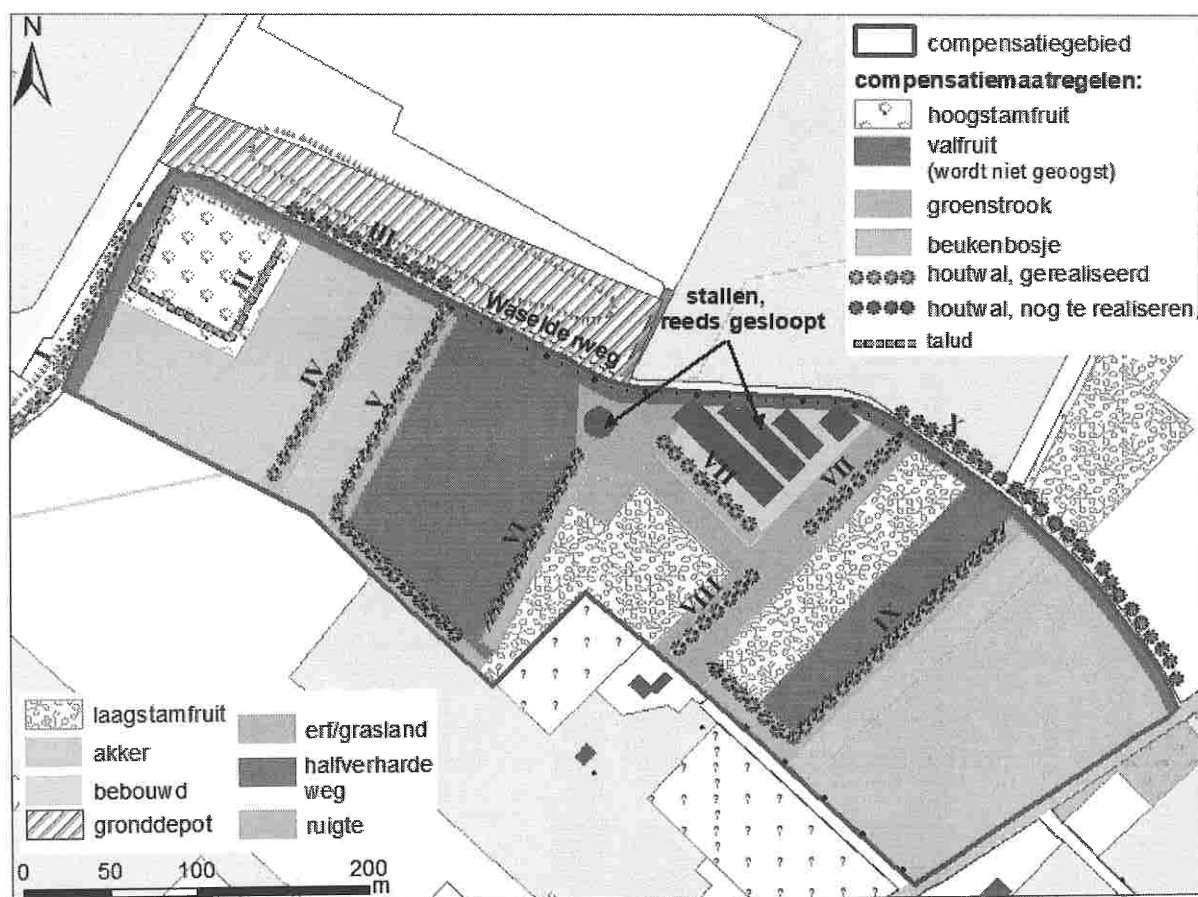 N
compensatiegebied
compensatiemaatregelen:
hoogstamfruit
valfruit
(wordt niet geoogst)
groenstrook
beukenbosje
houtwal, gerealiseerd
houtwal, nog te realiseren,
talud
stallen,
reeds gesloopt
Waselderweg
I
II
III
IV
V
VI
VII
VII
VIII
IX
X
laagstamfruit
akker
bebouwd
gronddepot
erf/grasland
halfverharde
weg
ruigte
0 50 100 200
m